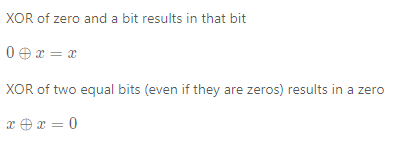 XOR of zero and a bit results in that bit
0 ⊕ x = x
XOR of two equal bits (even if they are zeros) results in a zero
x ⊕ x = 0